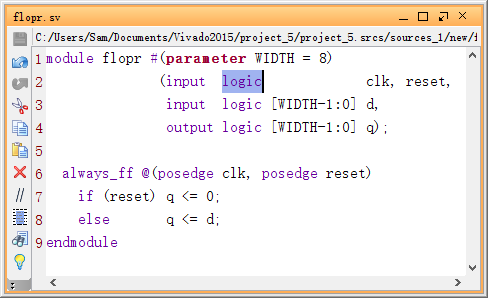 flopr.sv
C:/Users/Sam/Documents/Vivado2015/project_5/project_5.srcs/sources_1/new/f
1 module flopr #(parameter WIDTH = 8)
2 (input logic clk, reset,
3 input logic [WIDTH-1:0] d,
4 output logic [WIDTH-1:0] q);
5
6 always_ff @(posedge clk, posedge reset)
7 if (reset) q <= 0;
8 else q <= d;
9 endmodule